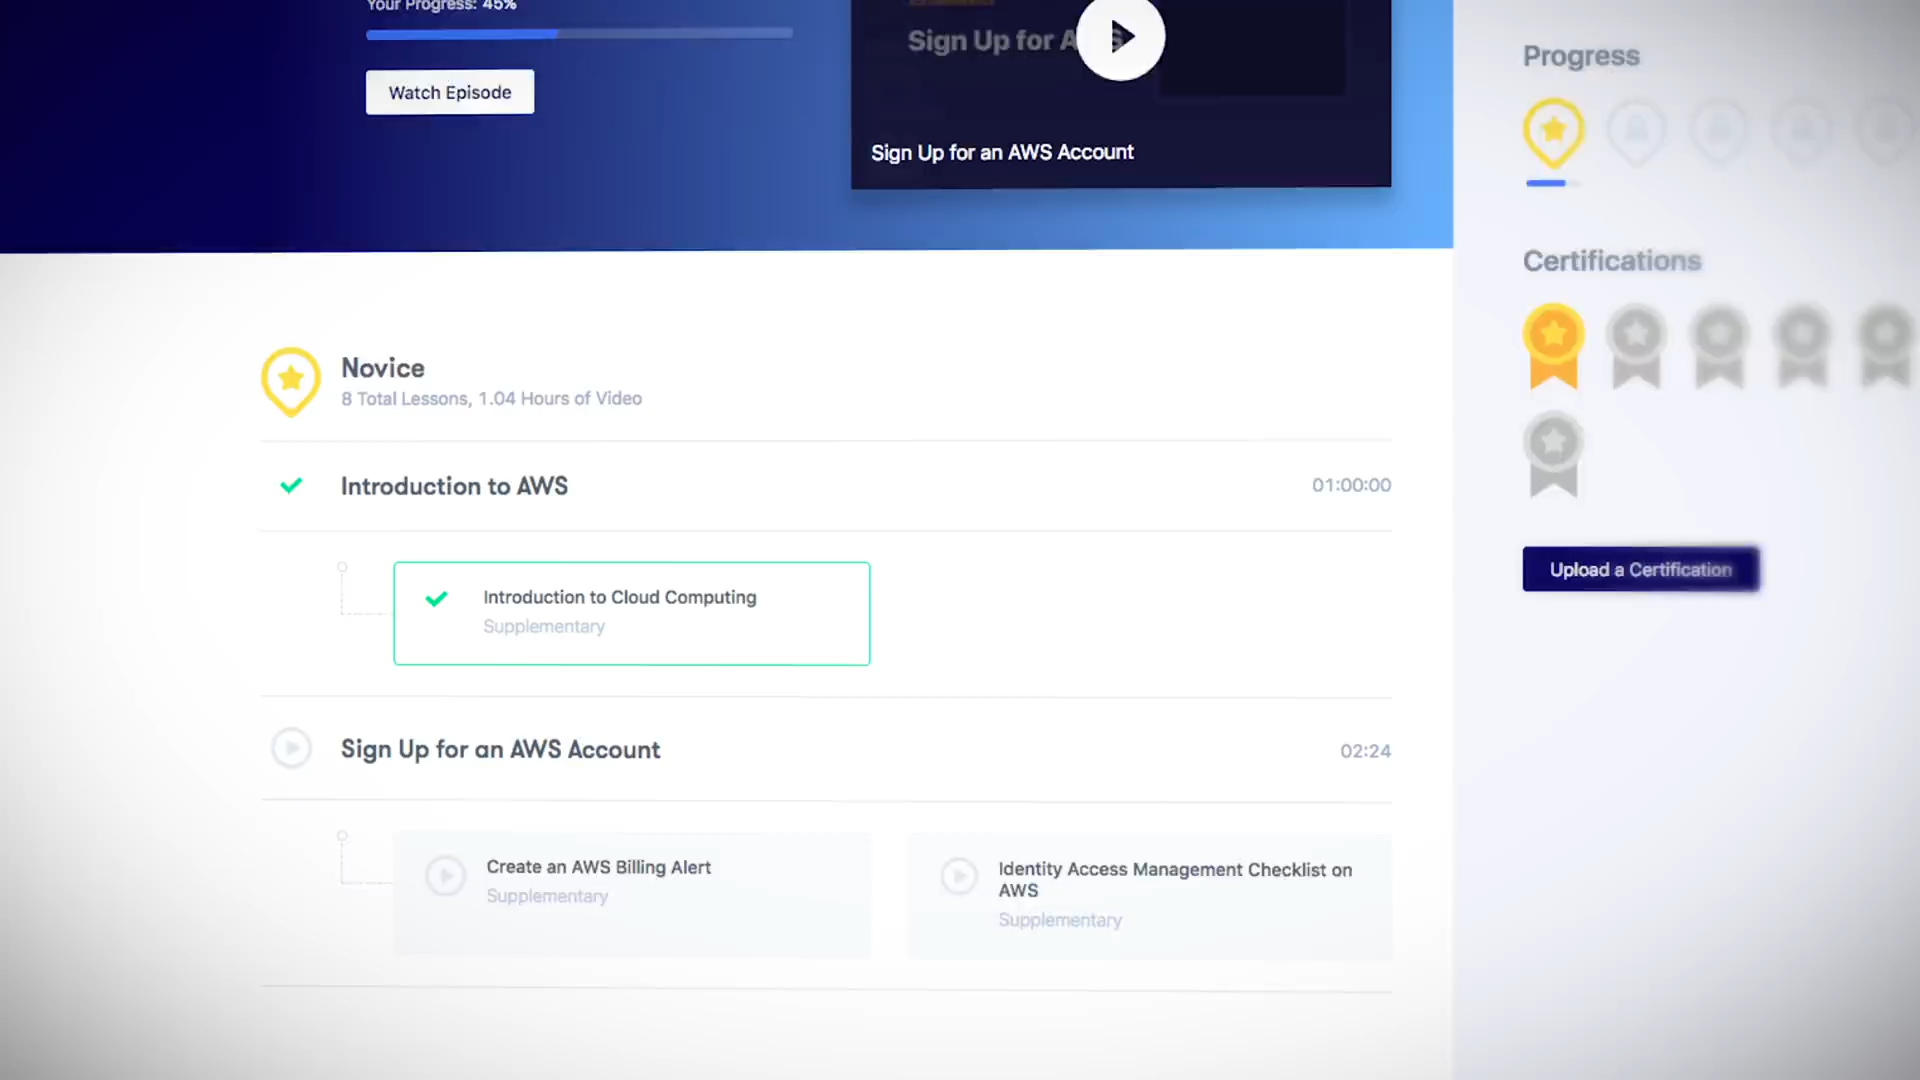 Your Progress: 45%
Watch Episode
Sign Up for A
Sign Up for an AWS Account
Novice
8 Total Lessons, 1.04 Hours of Video
Introduction to AWS
01:00:00
Introduction to Cloud Computing
Supplementary
Sign Up for an AWS Account
02:24
Create an AWS Billing Alert
Supplementary
Identity Access Management Checklist on
AWS
Supplementary
Progress
Certifications
Upload a Certification